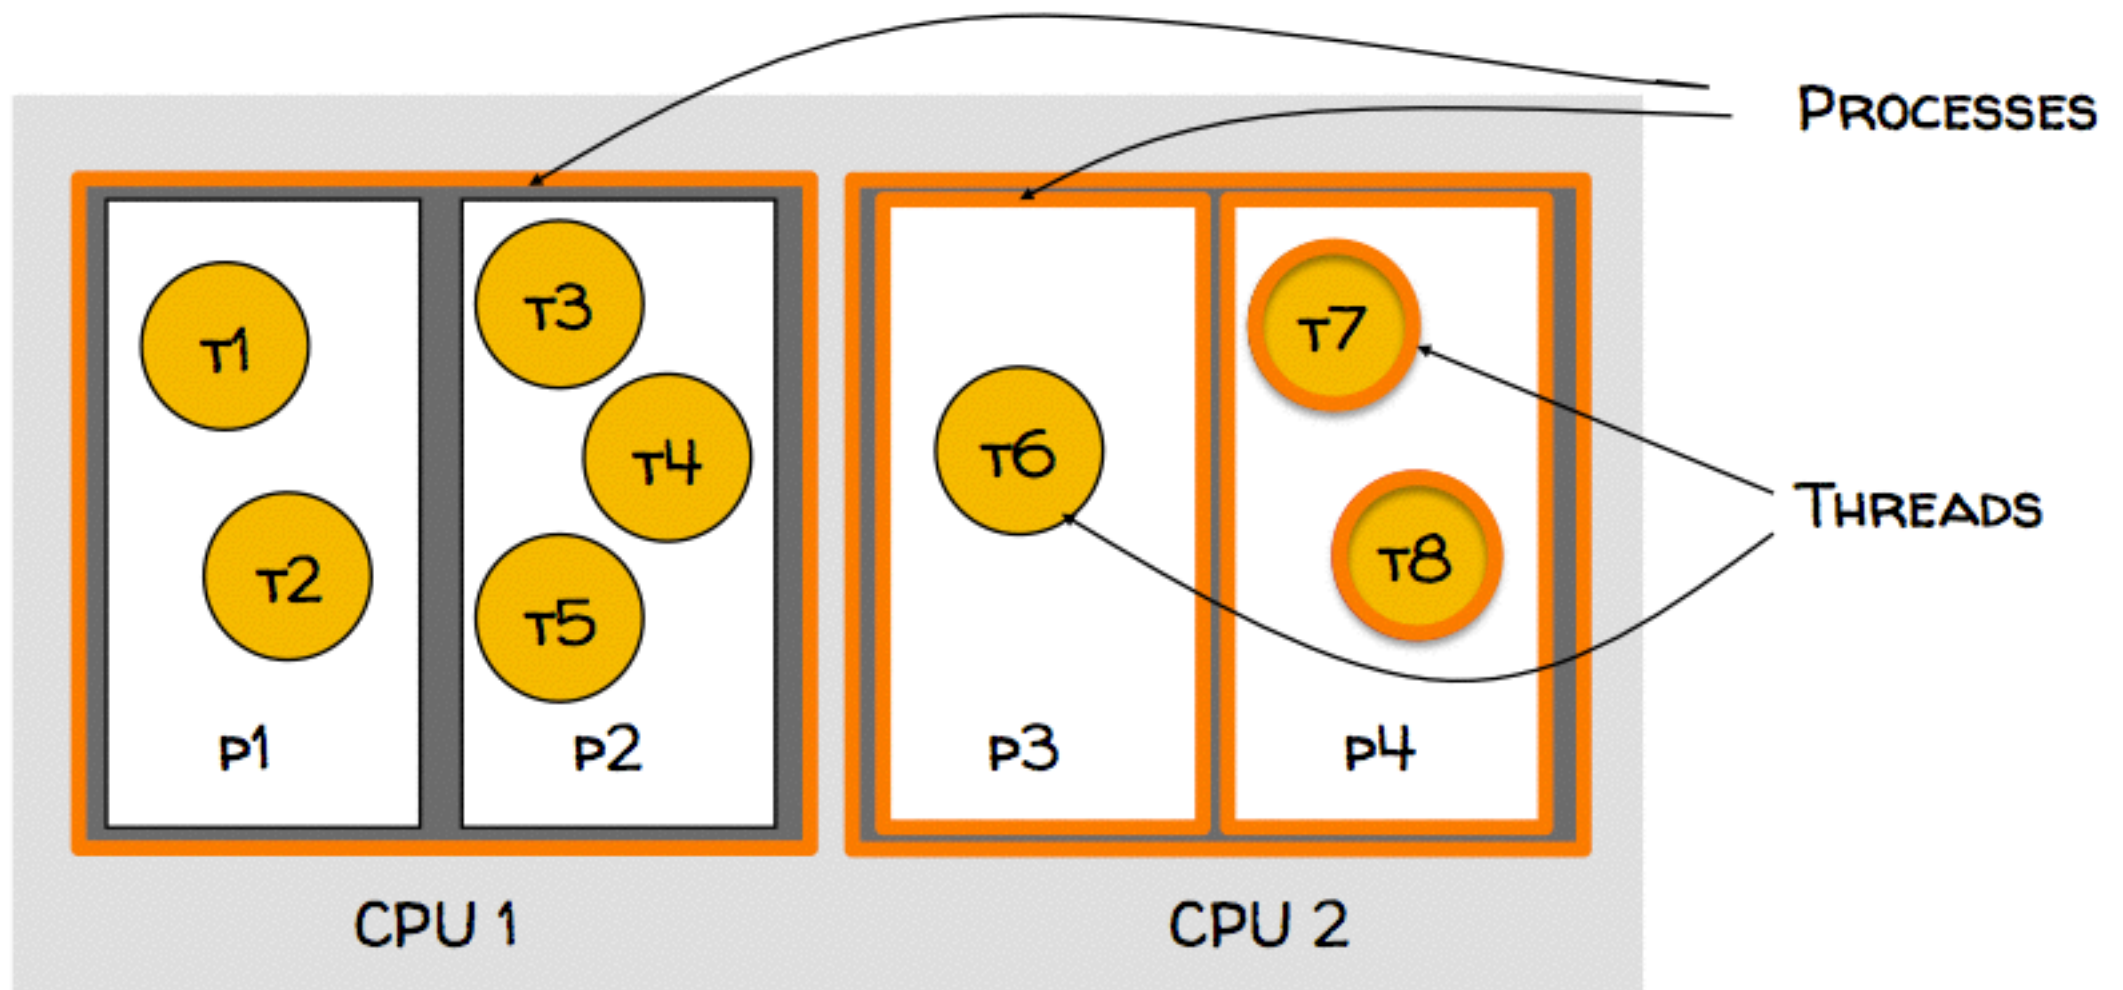 PROCESSES
T1
T2
P1
T3
T4
T5
P2
T6
P3
T7
T8
P4
THREADS
CPU 1
CPU 2